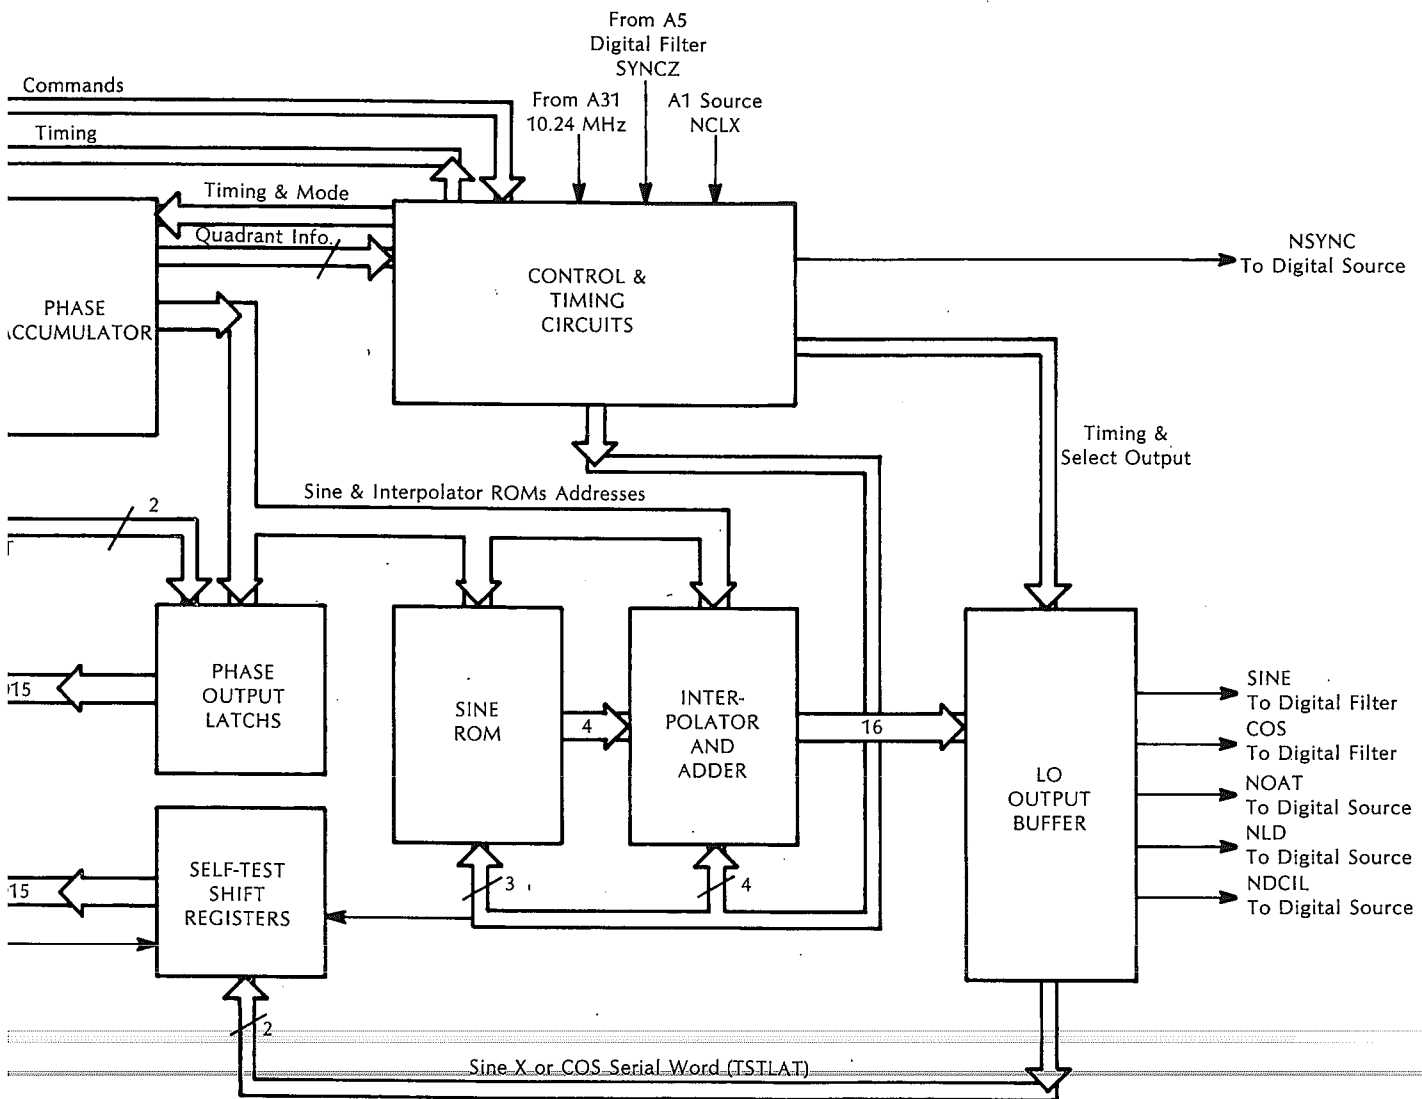 From A5
Digital Filter
SYNCZ
Commands
From A31
10.24 MHz
A1 Source
NCLX
Timing
Timing & Mode
Quadrant Info.
NSYNC
To Digital Source
CONTROL &
TIMING
CIRCUITS
PHASE
ACCUMULATOR
Timing &
Select Output
Sine & Interpolator ROMs Addresses
2
T
PHASE
OUTPUT
LATCHS
15
SINE
ROM
4
INTER-
POLATOR
AND
ADDER
16
LO
OUTPUT
BUFFER
SINE
To Digital Filter
COS
To Digital Filter
NOAT
To Digital Source
NLD
To Digital Source
NDCIL
To Digital Source
SELF-TEST
SHIFT
REGISTERS
15
3
4
2
Sine X or COS Serial Word (TSTLAT)